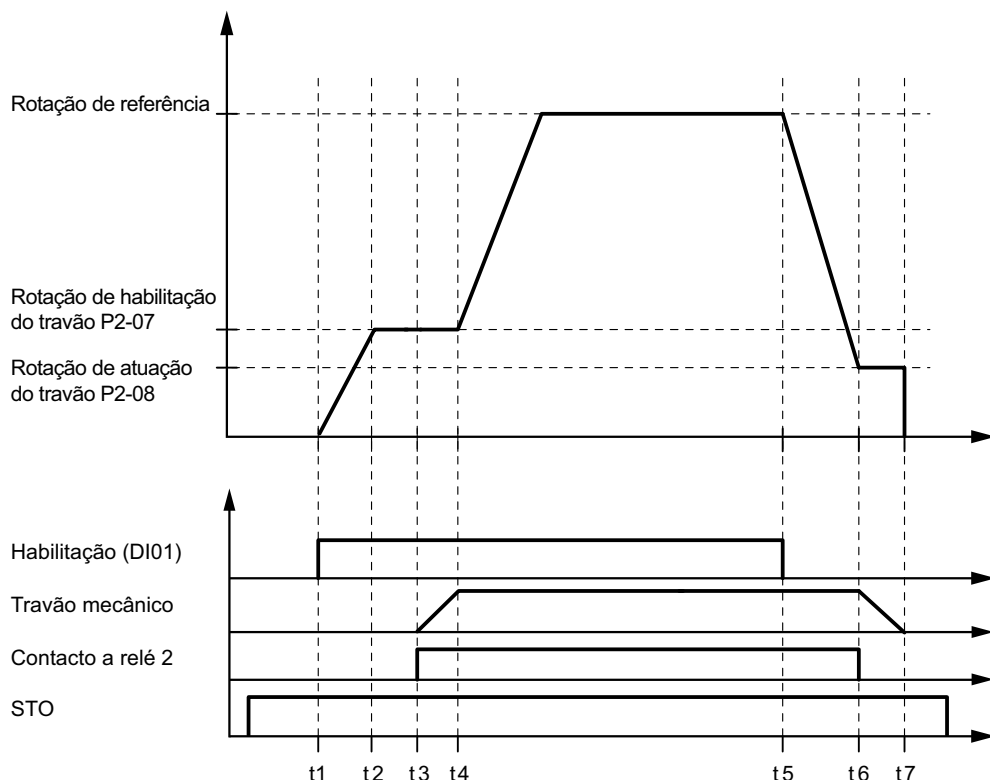 Rotação de referência
Rotação de habilitação
do travão P2-07
Rotação de atuação
do travão P2-08
Habilitação (DI01)
Travão mecânico
Contacto a relé 2
STO
t1 t2 t3 t4 t5 t6 t7